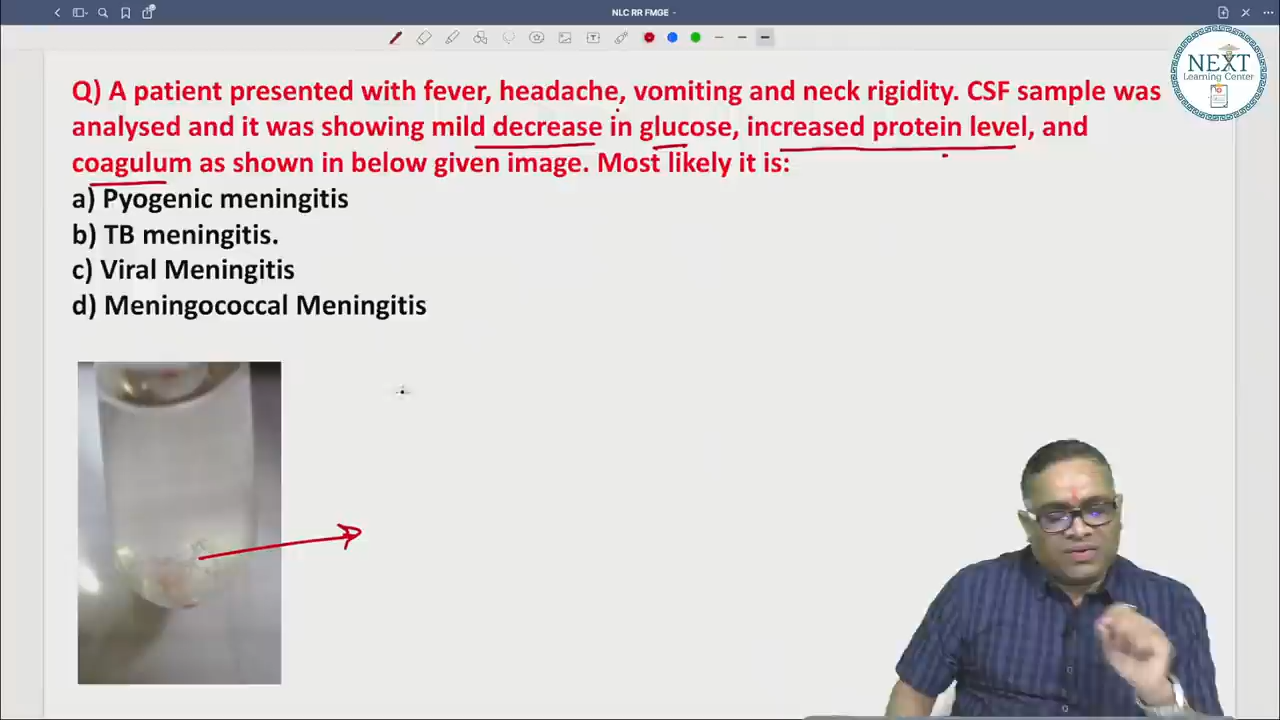 NLC RR FMGE
NEXT
Learning Center
Q) A patient presented with fever, headache, vomiting and neck rigidity. CSF sample was
analysed and it was showing mild decrease in glucose, increased protein level, and
coagulum as shown in below given image. Most likely it is:
a) Pyogenic meningitis
b) TB meningitis.
c) Viral Meningitis
d) Meningococcal Meningitis